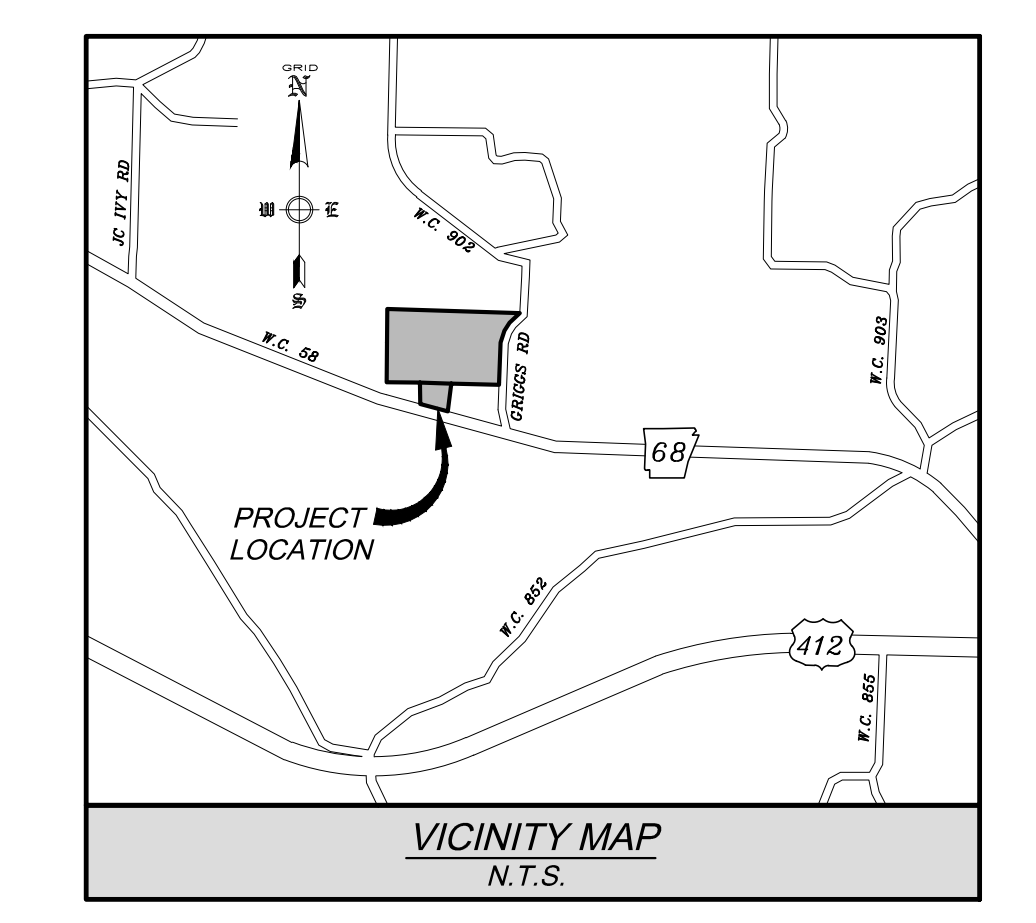 GRID
N
JC IVY RD
W
E
W.C. 902
S
W.C. 58
GRIGGS RD
W.C. 903
68
PROJECT
LOCATION
W.C. 852
412
W.C. 855
VICINITY MAP
N.T.S.